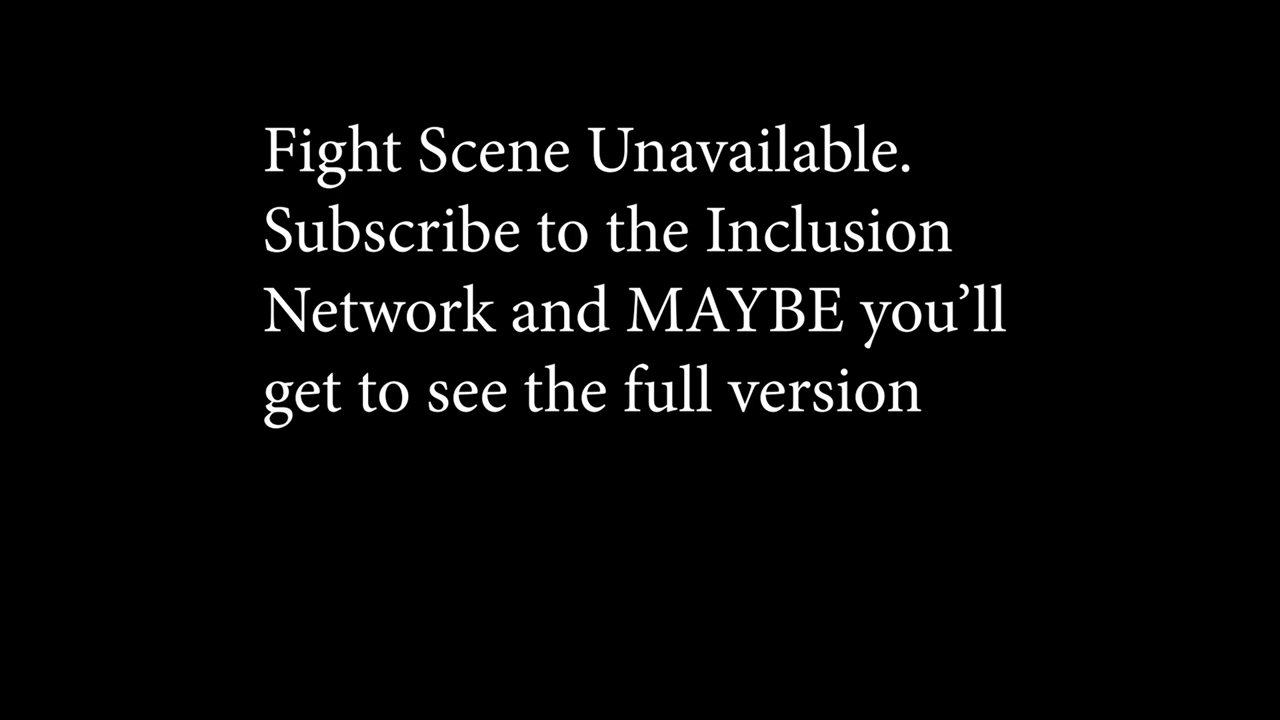 Fight Scene Unavailable.
Subscribe to the Inclusion
Network and MAYBE you’ll
get to see the full version